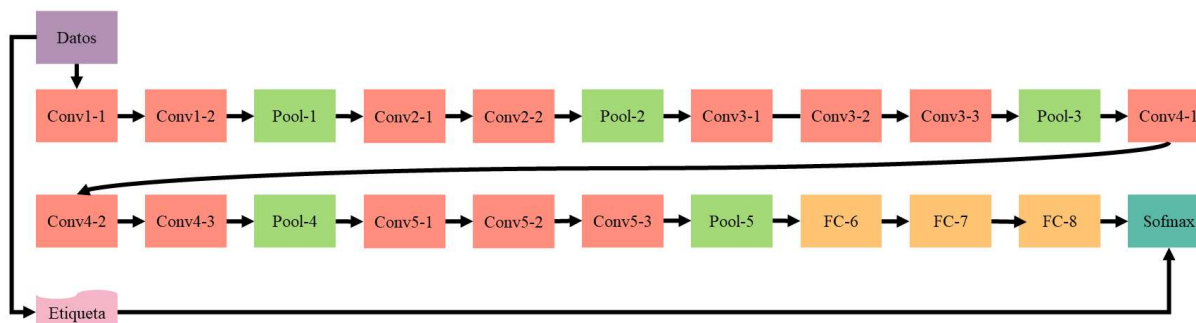 Datos
Conv1-1 Conv1-2 Pool-1 Conv2-1 Conv2-2 Pool-2 Conv3-1 Conv3-2 Conv3-3 Pool-3 Conv4-1
Conv4-2 Conv4-3 Pool-4 Conv5-1 Conv5-2 Conv5-3 Pool-5 FC-6 FC-7 FC-8 Sofmax
Etiqueta